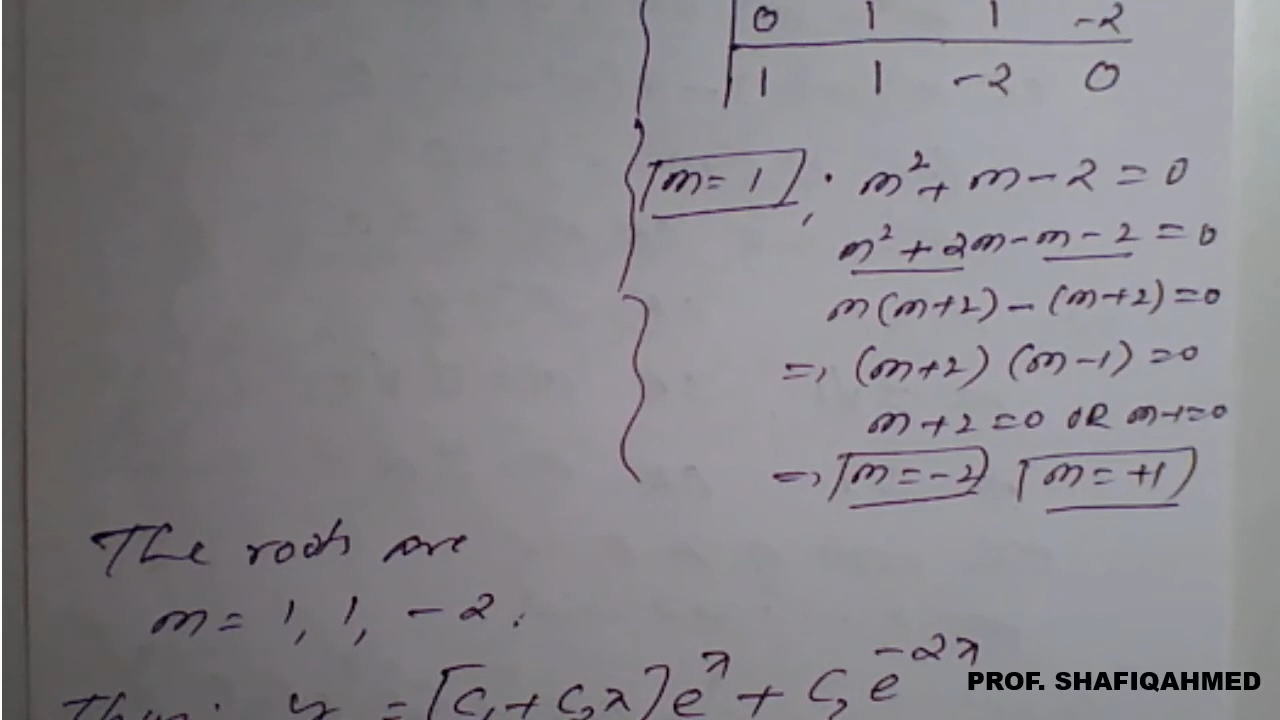 0 1 1 -2
1 1 -2 0
m = 1, m² + m - 2 = 0
m² + 2m - m - 2 = 0
m(m+2) - (m+2) = 0
=> (m+2) (m-1) = 0
m + 2 = 0 OR m-1=0
=> m = -2 m = +1
The roots are
m = 1, 1, -2.
y = [C₁ + C₂x]eˣ + C₃e⁻²ˣ
PROF. SHAFIQAHMED